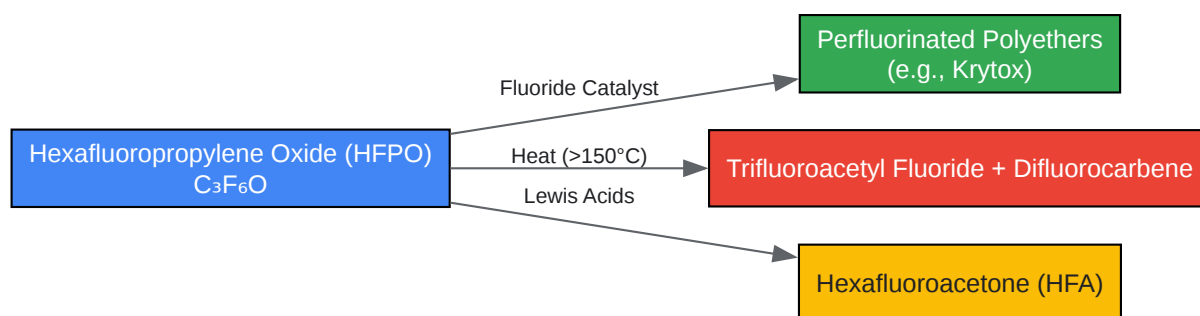 Perfluorinated Polyethers
(e.g., Krytox)
Fluoride Catalyst
Hexafluoropropylene Oxide (HFPO)
C₃F₆O
Heat (>150°C)
Trifluoroacetyl Fluoride + Difluorocarbene
Lewis Acids
Hexafluoroacetone (HFA)